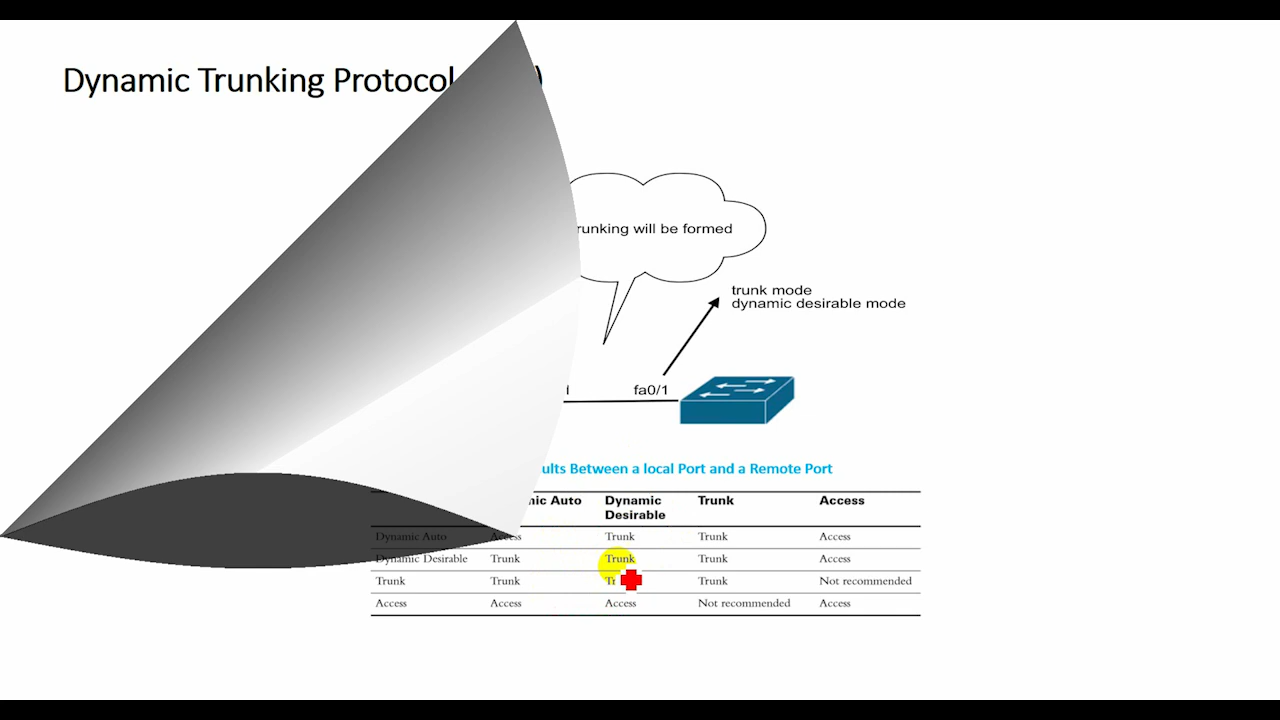 Dynamic Trunking Protocol )
runking will be formed
trunk mode
dynamic desirable mode
fa0/1
ults Between a local Port and a Remote Port
mic Auto Dynamic Desirable Trunk Access
Dynamic Auto Access Trunk Trunk Access
Dynamic Desirable Trunk Trunk Trunk Access
Trunk Trunk Tr Trunk Not recommended
Access Access Access Not recommended Access